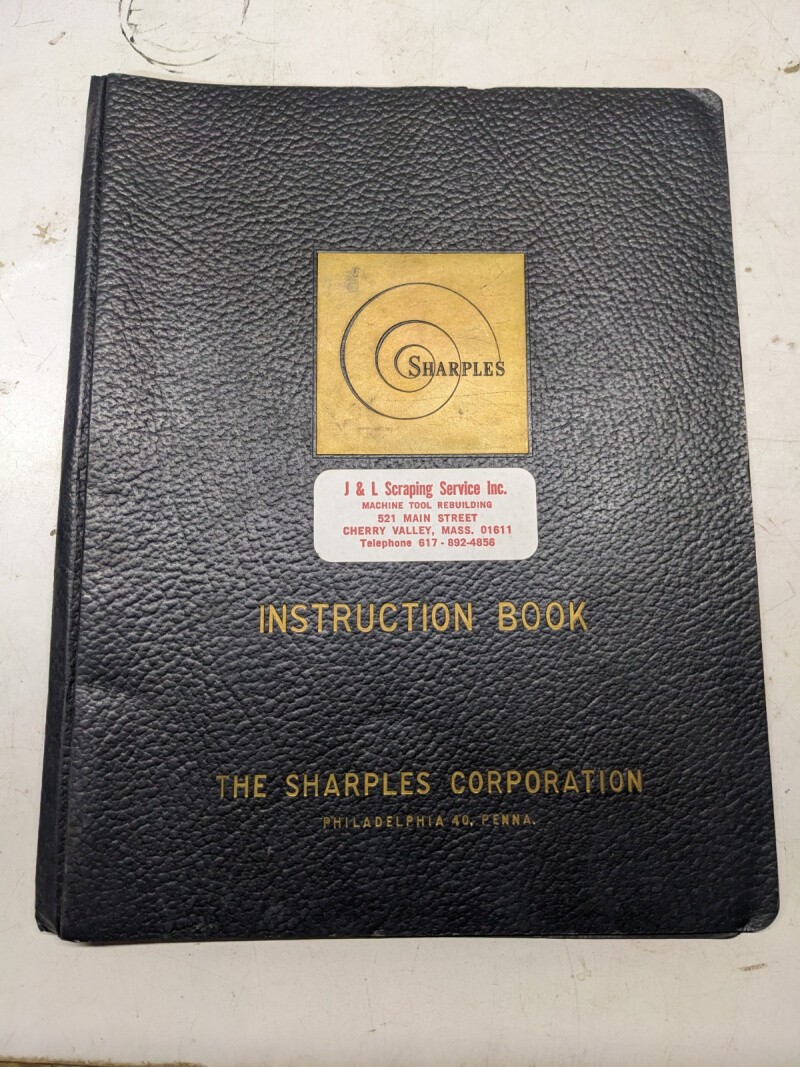 SHARPLES
J & L Scraping Service Inc.
MACHINE TOOL REBUILDING
521 MAIN STREET
CHERRY VALLEY, MASS. 01611
Telephone 617 - 892-4856
INSTRUCTION BOOK
THE SHARPLES CORPORATION
PHILADELPHIA 40, PENNA.